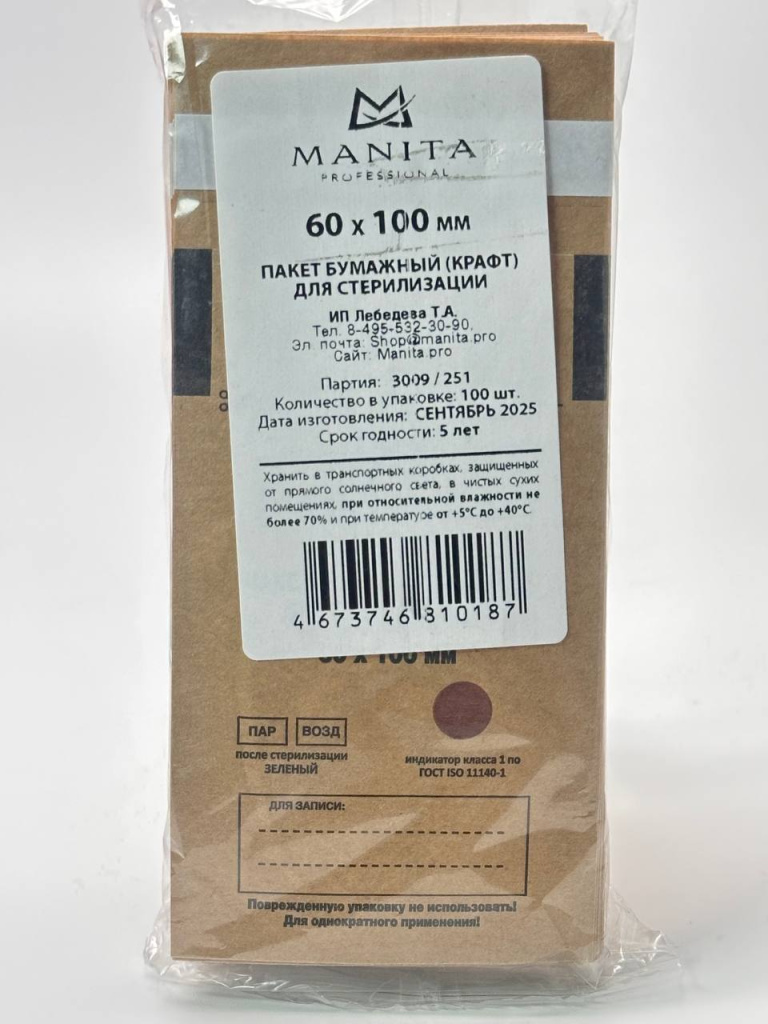 MANITA
PROFESSIONAL
60 x 100 мм
ПАКЕТ БУМАЖНЫЙ (КРАФТ)
ДЛЯ СТЕРИЛИЗАЦИИ
ИП Лебедева Т.А.
Тел. 8-495-532-30-90,
Эл. почта: Shop@manita.pro
Сайт: Manita.pro
Партия: 3009 / 251
Количество в упаковке: 100 шт.
Дата изготовления: СЕНТЯБРЬ 2025
Срок годности: 5 лет
Хранить в транспортных коробках, защищенных
от прямого солнечного света, в чистых сухих
помещениях, при относительной влажности не
более 70% и при температуре от +5°С до +40°С
4 673746 810187
60 x 100 мм
ПАР ВОЗД
после стерилизации
ЗЕЛЕНЫЙ
индикатор класса 1 по
ГОСТ ISO 11140-1
ДЛЯ ЗАПИСИ:
Поврежденную упаковку не использовать!
Для однократного применения!